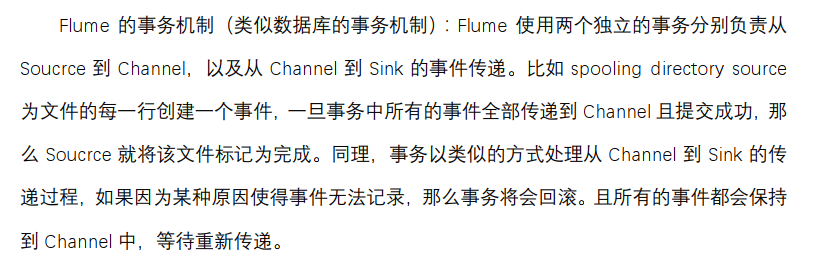 Flume 的事务机制（类似数据库的事务机制）：Flume 使用两个独立的事务分别负责从
Soucrce 到 Channel，以及从 Channel 到 Sink 的事件传递。比如 spooling directory source
为文件的每一行创建一个事件，一旦事务中所有的事件全部传递到 Channel 且提交成功，那
么 Soucrce 就将该文件标记为完成。同理，事务以类似的方式处理从 Channel 到 Sink 的传
递过程，如果因为某种原因使得事件无法记录，那么事务将会回滚。且所有的事件都会保持
到 Channel 中，等待重新传递。